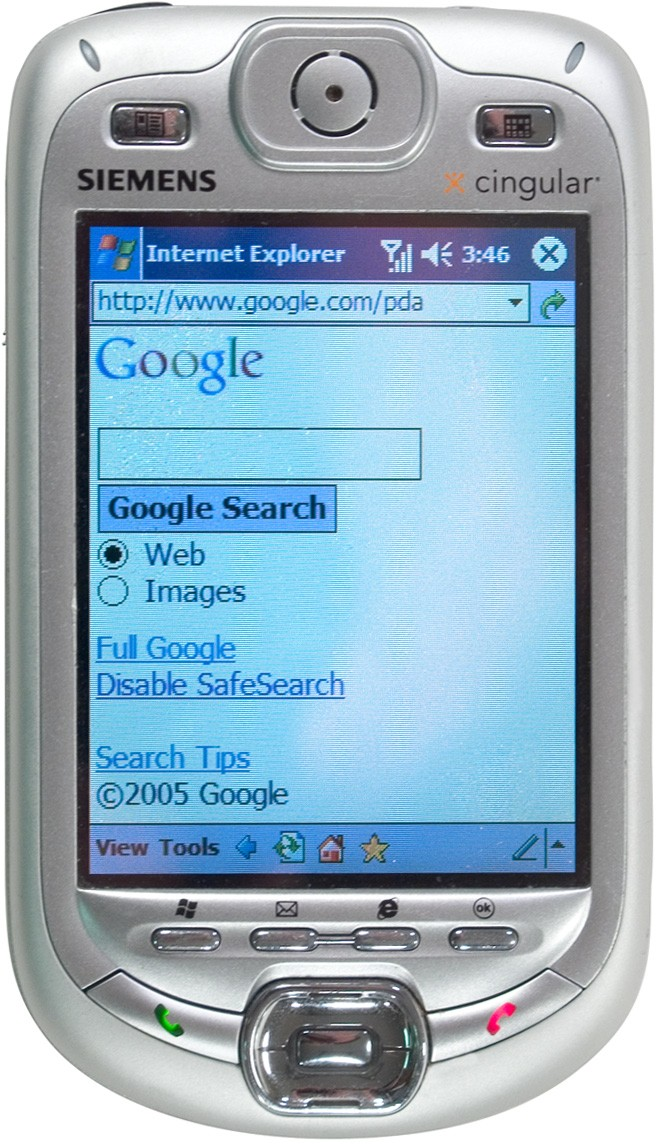 SIEMENS
cingular
Internet Explorer 3:46
http://www.google.com/pda
Google
Google Search
Web
Images
Full Google
Disable SafeSearch
Search Tips
©2005 Google
View Tools
ok